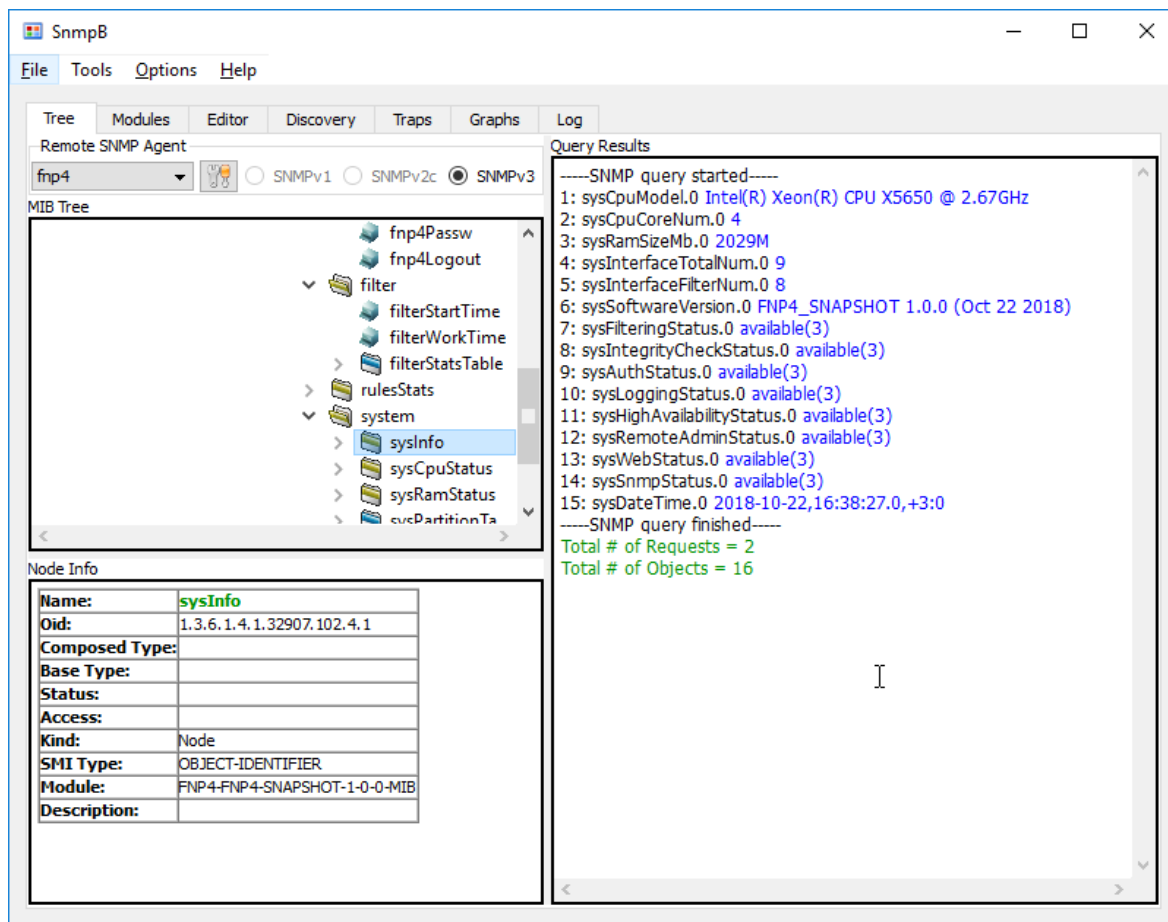 SnmpB
File Tools Options Help
Tree Modules Editor Discovery Traps Graphs Log
Remote SNMP Agent
fnp4 SNMPv1 SNMPv2c SNMPv3
MIB Tree
fnp4Passw
fnp4Logout
filter
filterStartTime
filterWorkTime
filterStatsTable
rulesStats
system
sysInfo
sysCpuStatus
sysRamStatus
sysPartitionTa
Node Info
Name: sysInfo
Oid: 1.3.6.1.4.1.32907.102.4.1
Composed Type:
Base Type:
Status:
Access:
Kind: Node
SMI Type: OBJECT-IDENTIFIER
Module: FNP4-FNP4-SNAPSHOT-1-0-0-MIB
Description:
Query Results
-----SNMP query started-----
1: sysCpuModel.0 Intel(R) Xeon(R) CPU X5650 @ 2.67GHz
2: sysCpuCoreNum.0 4
3: sysRamSizeMb.0 2029M
4: sysInterfaceTotalNum.0 9
5: sysInterfaceFilterNum.0 8
6: sysSoftwareVersion.0 FNP4_SNAPSHOT 1.0.0 (Oct 22 2018)
7: sysFilteringStatus.0 available(3)
8: sysIntegrityCheckStatus.0 available(3)
9: sysAuthStatus.0 available(3)
10: sysLoggingStatus.0 available(3)
11: sysHighAvailabilityStatus.0 available(3)
12: sysRemoteAdminStatus.0 available(3)
13: sysWebStatus.0 available(3)
14: sysSnmpStatus.0 available(3)
15: sysDateTime.0 2018-10-22,16:38:27.0,+3:0
-----SNMP query finished-----
Total # of Requests = 2
Total # of Objects = 16